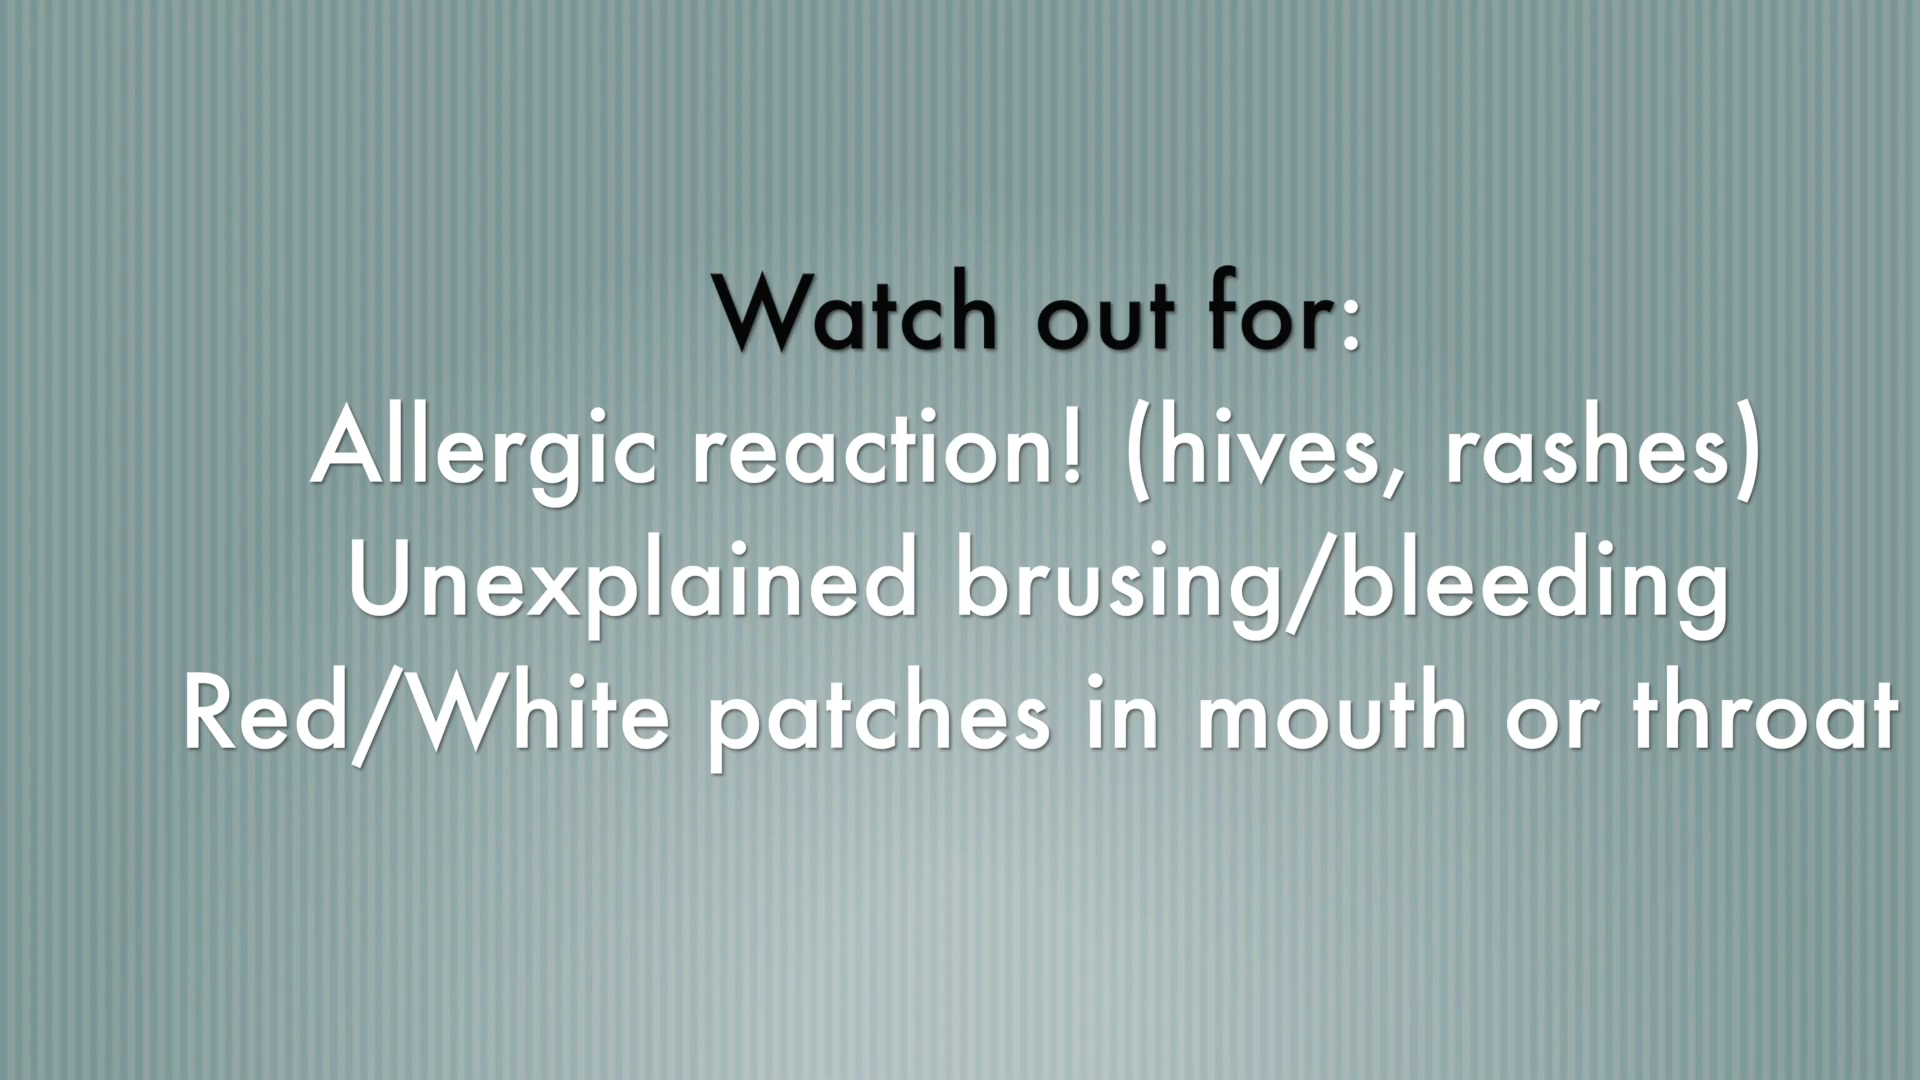 Watch out for:
Allergic reaction! (hives, rashes)
Unexplained brusing/bleeding
Red/White patches in mouth or throat